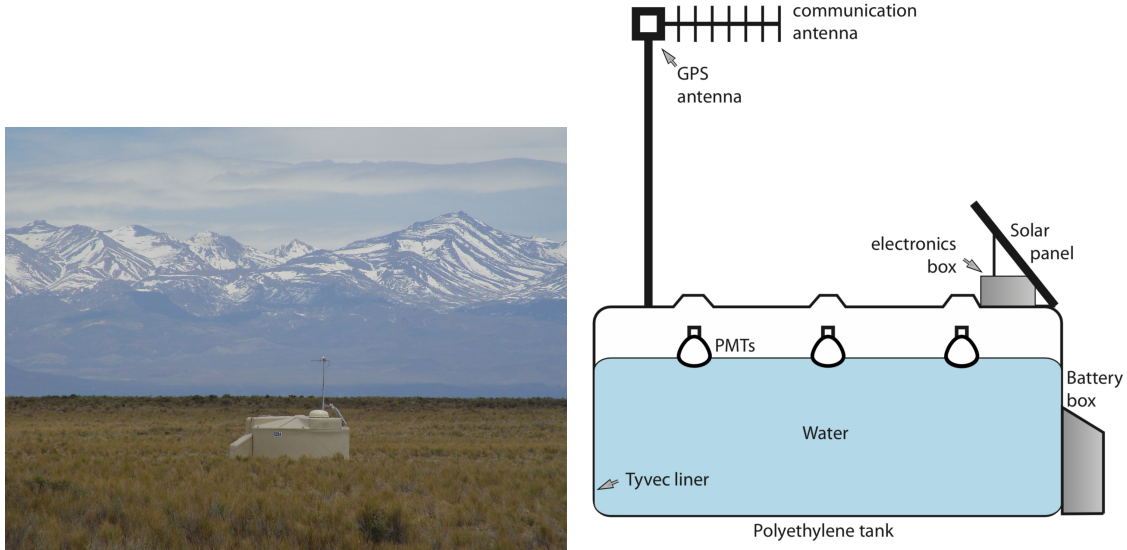 communication
antenna
GPS
antenna
Solar
panel
electronics
box
PMTs
Battery
box
Water
Tyvec liner
Polyethylene tank